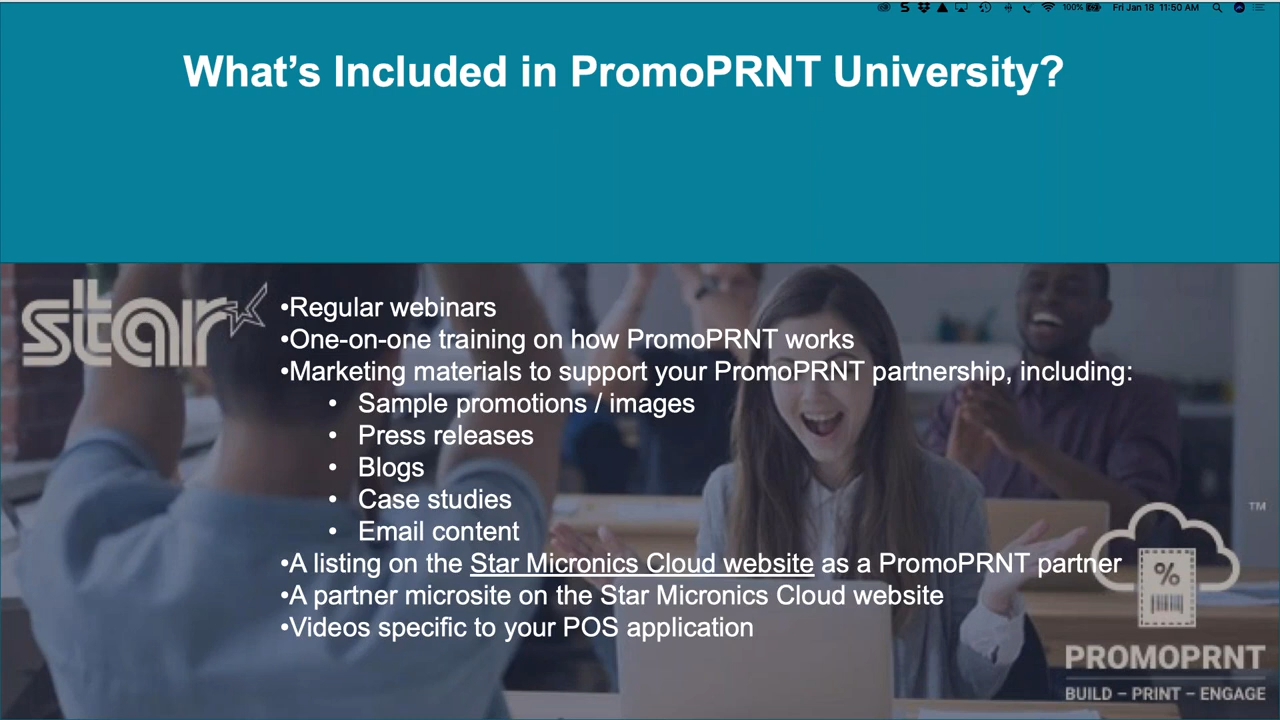 100% Fri Jan 18 11:50 AM
What's Included in PromoPRNT University?
star
•Regular webinars
•One-on-one training on how PromoPRNT works
•Marketing materials to support your PromoPRNT partnership, including:
• Sample promotions / images
• Press releases
• Blogs
• Case studies
• Email content
•A listing on the Star Micronics Cloud website as a PromoPRNT partner
•A partner microsite on the Star Micronics Cloud website
•Videos specific to your POS application
TM
%
PROMOPRNT
BUILD – PRINT – ENGAGE